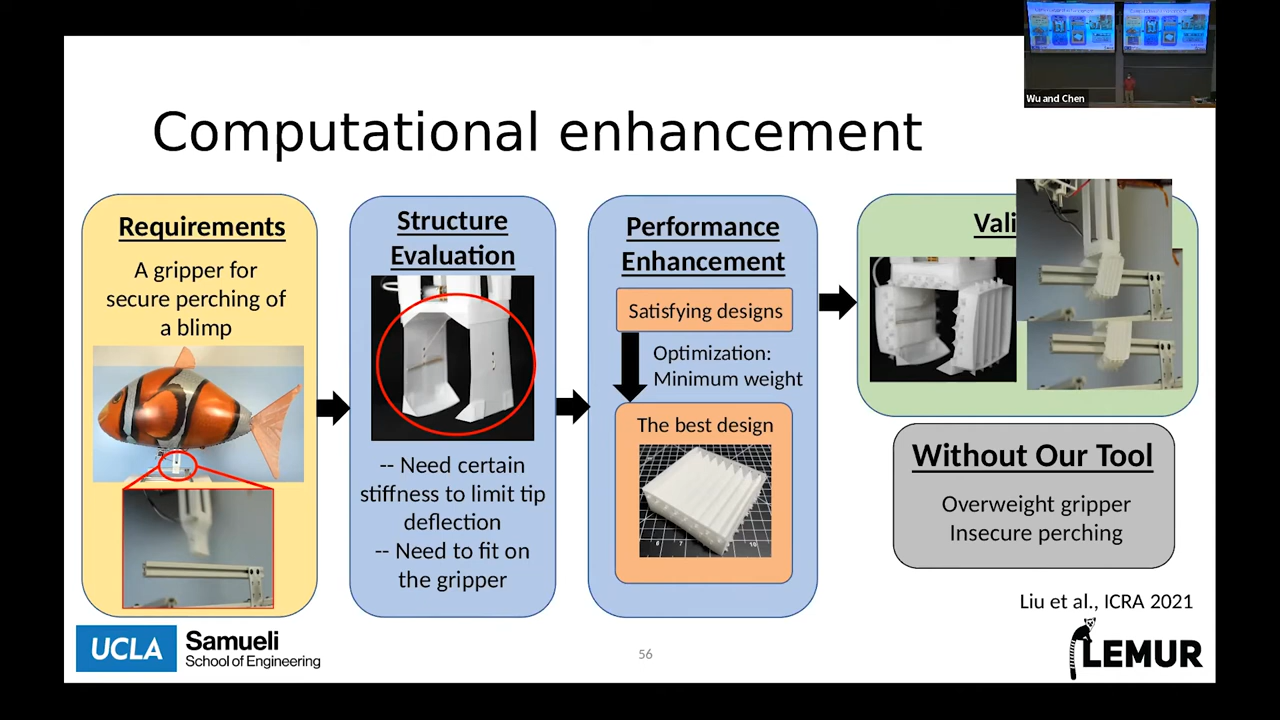 Wu and Chen
Computational enhancement
Requirements
A gripper for
secure perching of
a blimp
Structure
Evaluation
-- Need certain
stiffness to limit tip
deflection
-- Need to fit on
the gripper
Performance
Enhancement
Satisfying designs
Optimization:
Minimum weight
The best design
Vali
Without Our Tool
Overweight gripper
Insecure perching
Liu et al., ICRA 2021
UCLA Samueli
School of Engineering
56
LEMUR